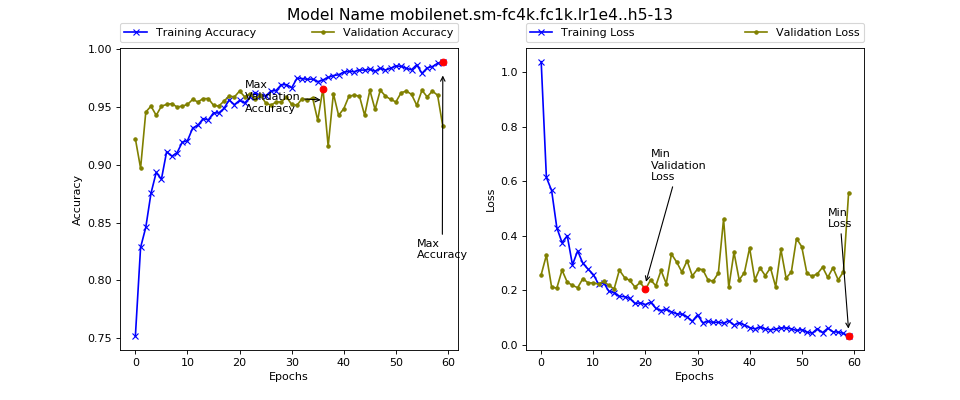 Model Name mobilenet.sm-fc4k.fc1k.lr1e4..h5-13
Training Accuracy
Validation Accuracy
1.00
0.95
0.90
0.85
0.80
0.75
Accuracy
Max
Validation
Accuracy
Max
Accuracy
0 10 20 30 40 50 60
Epochs
Training Loss
Validation Loss
1.0
0.8
0.6
0.4
0.2
0.0
Loss
Min
Validation
Loss
Min
Loss
0 10 20 30 40 50 60
Epochs